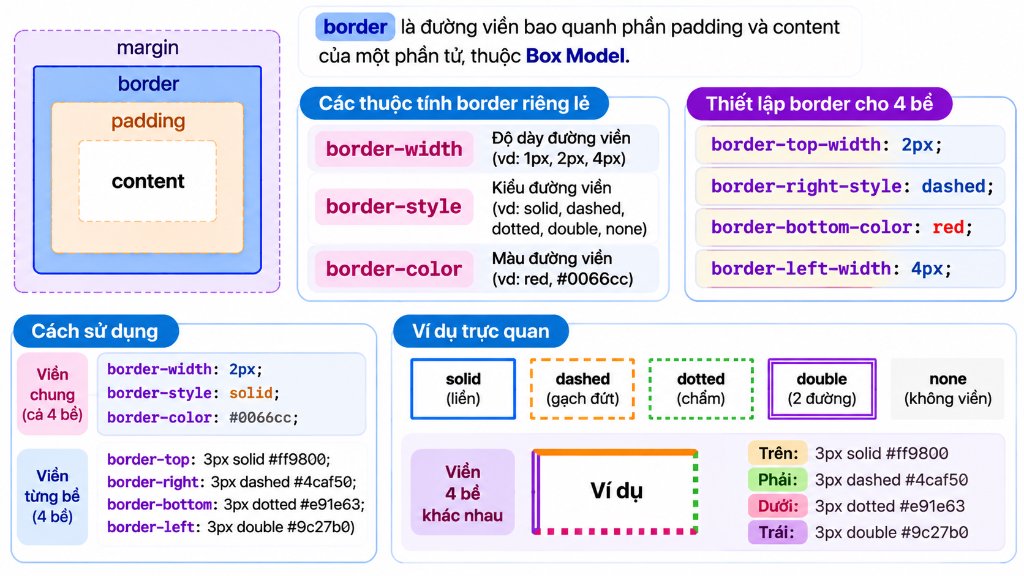 margin
border
padding
content
border là đường viền bao quanh phần padding và content
của một phần tử, thuộc Box Model.
Các thuộc tính border riêng lẻ
border-width
Độ dày đường viền
(vd: 1px, 2px, 4px)
border-style
Kiểu đường viền
(vd: solid, dashed,
dotted, double, none)
border-color
Màu đường viền
(vd: red, #0066cc)
Thiết lập border cho 4 bề
border-top-width: 2px;
border-right-style: dashed;
border-bottom-color: red;
border-left-width: 4px;
Cách sử dụng
Viền
chung
(cả 4 bề)
border-width: 2px;
border-style: solid;
border-color: #0066cc;
Viền
từng bề
(4 bề)
border-top: 3px solid #ff9800;
border-right: 3px dashed #4caf50;
border-bottom: 3px dotted #e91e63;
border-left: 3px double #9c27b0)
Ví dụ trực quan
solid
(liền)
dashed
(gạch đứt)
dotted
(chấm)
double
(2 đường)
none
(không viền)
Viền
4 bề
khác nhau
Ví dụ
Trên: 3px solid #ff9800
Phải: 3px dashed #4caf50
Dưới: 3px dotted #e91e63
Trái: 3px double #9c27b0